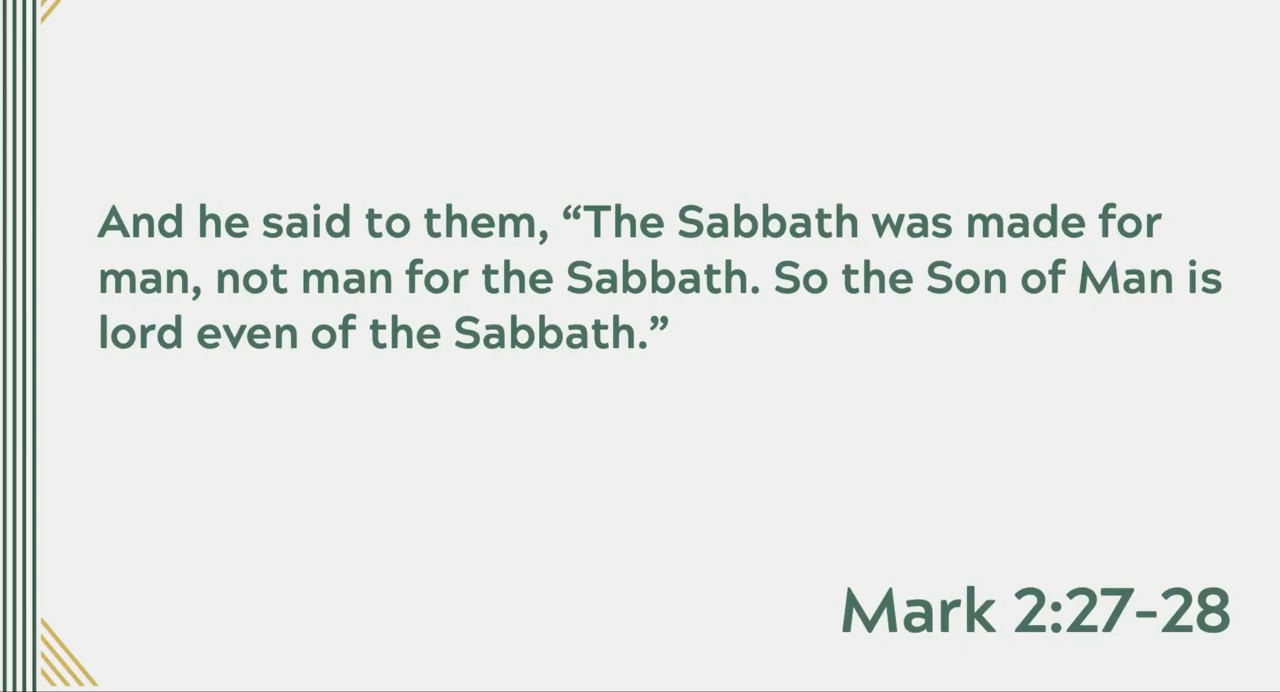 And he said to them, “The Sabbath was made for
man, not man for the Sabbath. So the Son of Man is
lord even of the Sabbath.”
Mark 2:27-28